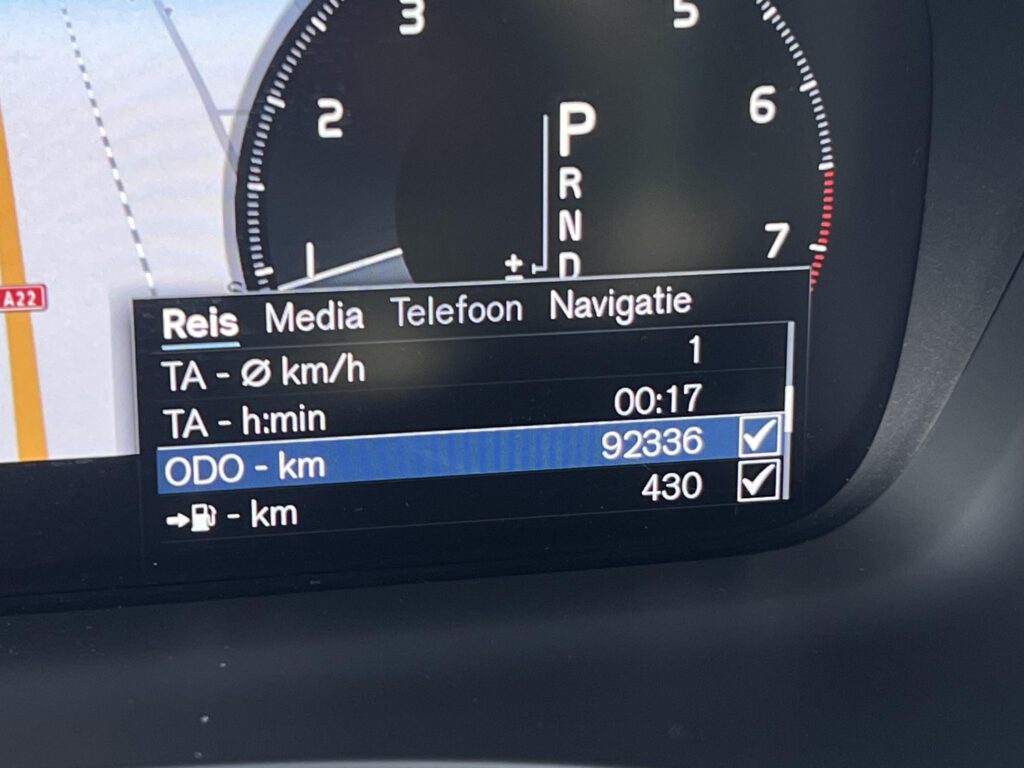 3 5
2 6
P
R
N
1 7
± D
A22
Reis Media Telefoon Navigatie
TA - Ø km/h 1
TA - h:min 00:17
ODO - km 92336
430
- km